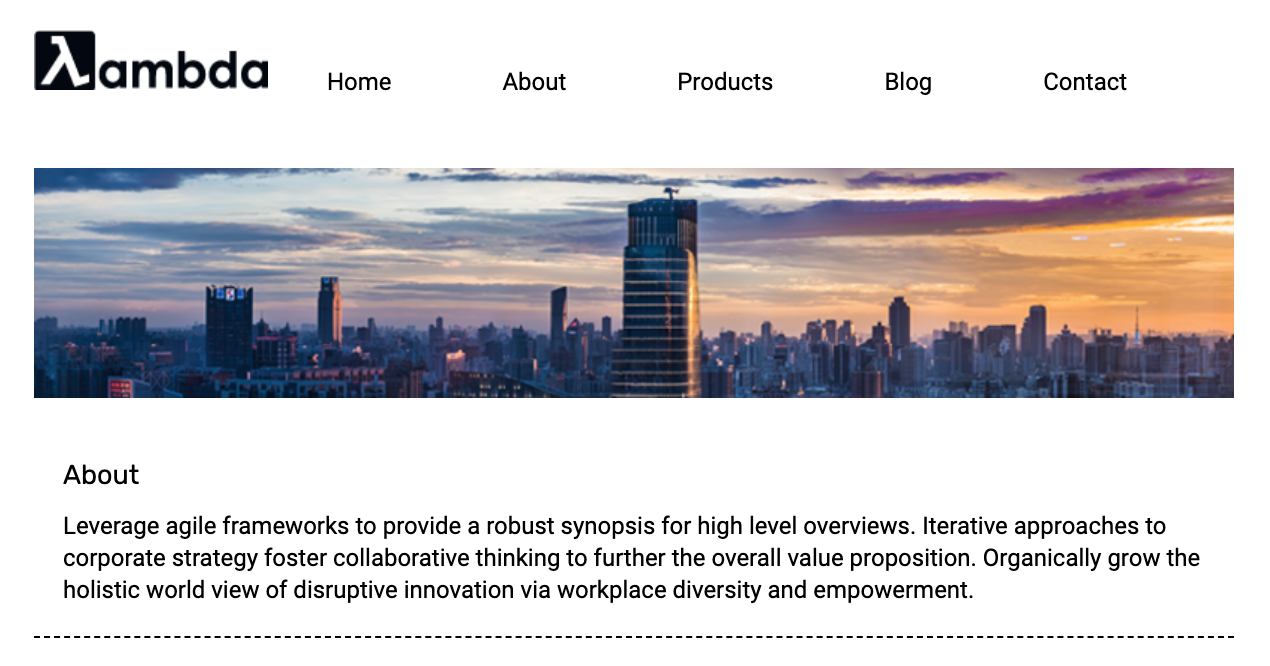 λambda
Home About Products Blog Contact
About
Leverage agile frameworks to provide a robust synopsis for high level overviews. Iterative approaches to
corporate strategy foster collaborative thinking to further the overall value proposition. Organically grow the
holistic world view of disruptive innovation via workplace diversity and empowerment.